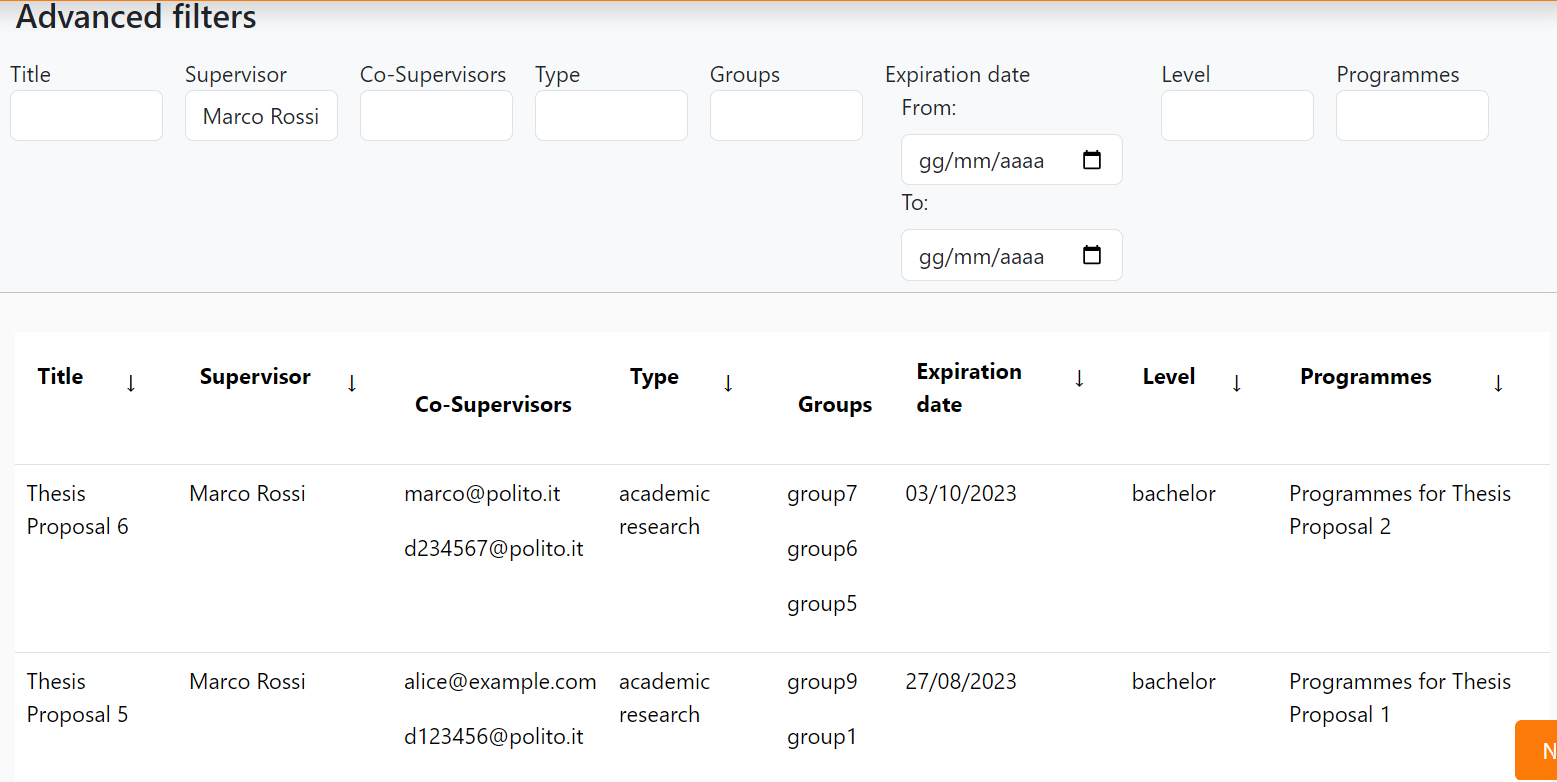 Advanced filters
Title Supervisor Co-Supervisors Type Groups Expiration date Level Programmes
From:
Marco Rossi
gg/mm/aaaa
To:
gg/mm/aaaa
Title ↓ Supervisor ↓ Co-Supervisors Type ↓ Groups Expiration date ↓ Level ↓ Programmes ↓
Thesis Marco Rossi marco@polito.it academic group7 03/10/2023 bachelor Programmes for Thesis
Proposal 6 research Proposal 2
d234567@polito.it group6
group5
Thesis Marco Rossi alice@example.com academic group9 27/08/2023 bachelor Programmes for Thesis
Proposal 5 research Proposal 1
d123456@polito.it group1
N